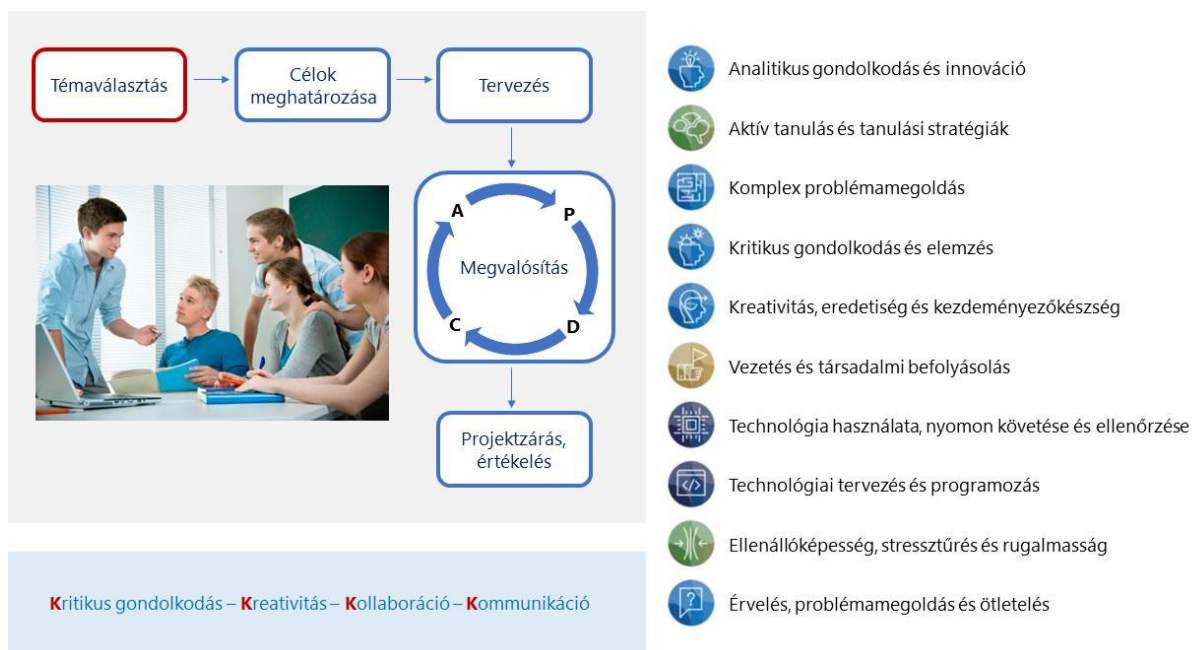 Témaválasztás
Célok
meghatározása
Tervezés
A
P
Megvalósítás
C
D
Projektzárás,
értékelés
Kritikus gondolkodás – Kreativitás – Kollaboráció – Kommunikáció
Analitikus gondolkodás és innováció
Aktív tanulás és tanulási stratégiák
Komplex problémamegoldás
Kritikus gondolkodás és elemzés
Kreativitás, eredetiség és kezdeményezőkészség
Vezetés és társadalmi befolyásolás
Technológia használata, nyomon követése és ellenőrzése
Technológiai tervezés és programozás
Ellenállóképesség, stressztűrés és rugalmasság
Érvelés, problémamegoldás és ötletelés